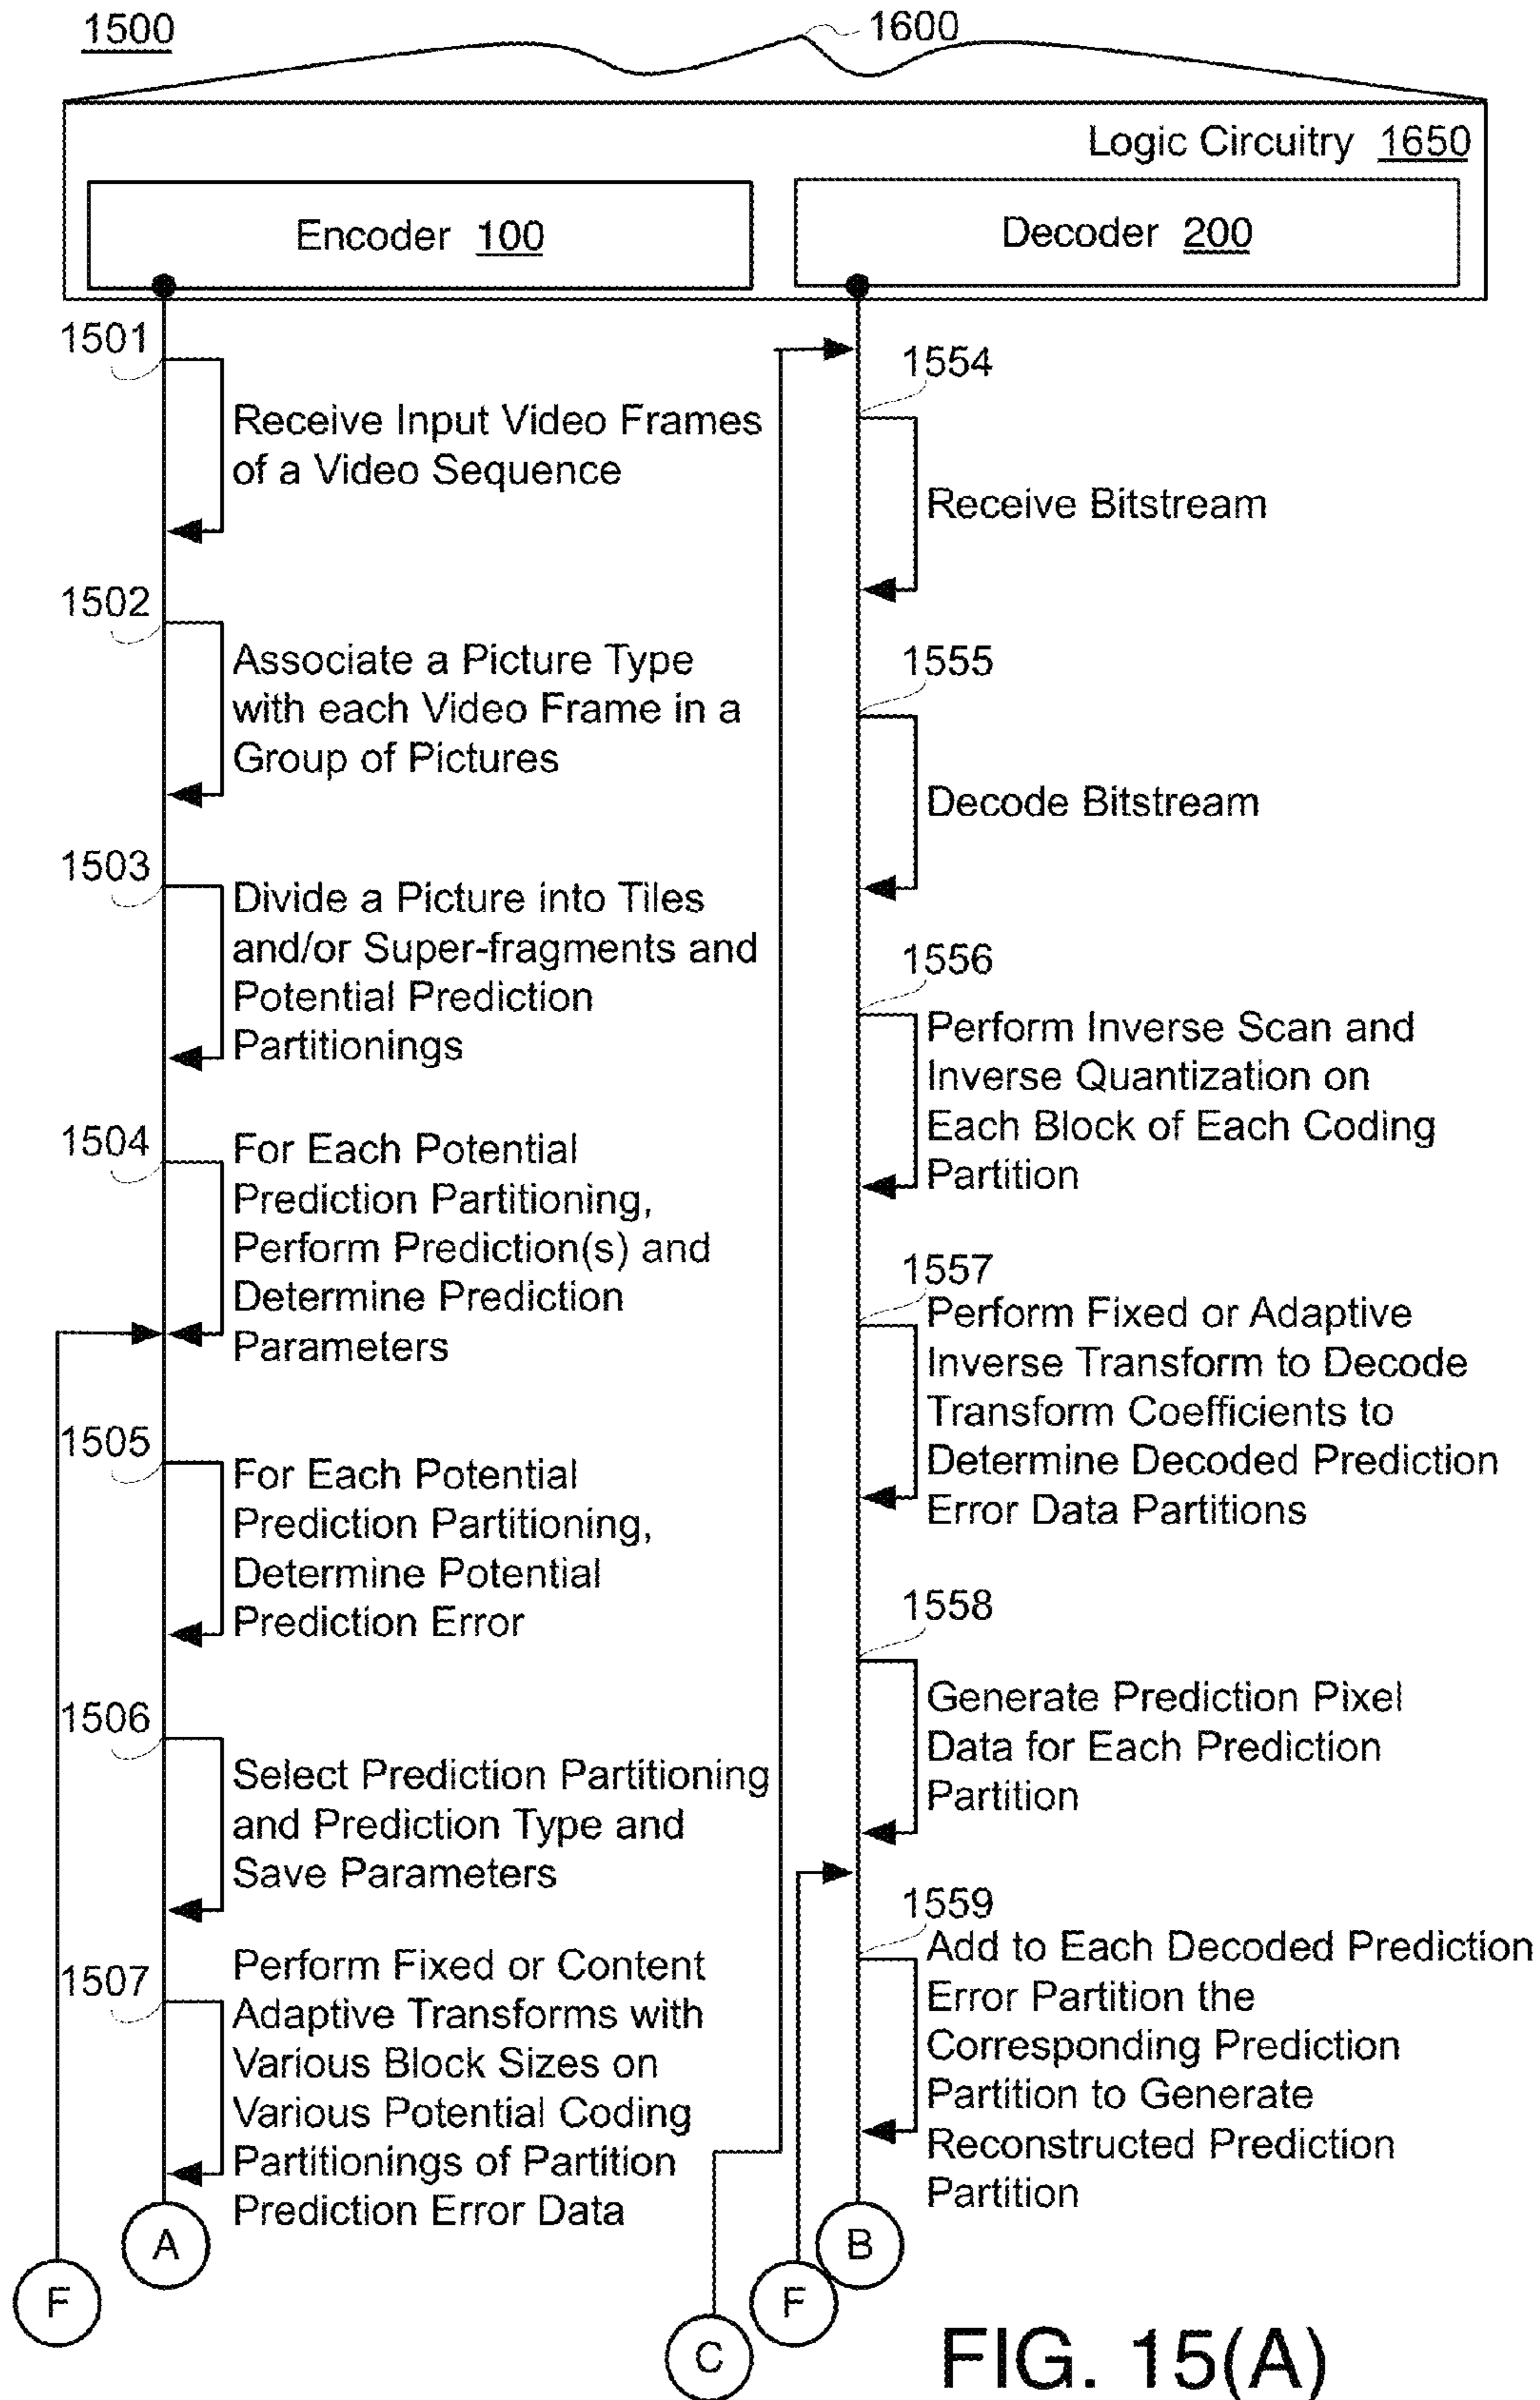 1500
1600
Logic Circuitry 1650
Encoder 100
Decoder 200
1501
Receive Input Video Frames
of a Video Sequence
1502
Associate a Picture Type
with each Video Frame in a
Group of Pictures
1503
Divide a Picture into Tiles
and/or Super-fragments and
Potential Prediction
Partitionings
1504
For Each Potential
Prediction Partitioning,
Perform Prediction(s) and
Determine Prediction
Parameters
1505
For Each Potential
Prediction Partitioning,
Determine Potential
Prediction Error
1506
Select Prediction Partitioning
and Prediction Type and
Save Parameters
1507
Perform Fixed or Content
Adaptive Transforms with
Various Block Sizes on
Various Potential Coding
Partitionings of Partition
Prediction Error Data
A
F
1554
Receive Bitstream
1555
Decode Bitstream
1556
Perform Inverse Scan and
Inverse Quantization on
Each Block of Each Coding
Partition
1557
Perform Fixed or Adaptive
Inverse Transform to Decode
Transform Coefficients to
Determine Decoded Prediction
Error Data Partitions
1558
Generate Prediction Pixel
Data for Each Prediction
Partition
1559
Add to Each Decoded Prediction
Error Partition the
Corresponding Prediction
Partition to Generate
Reconstructed Prediction
Partition
B
F
C
FIG. 15(A)